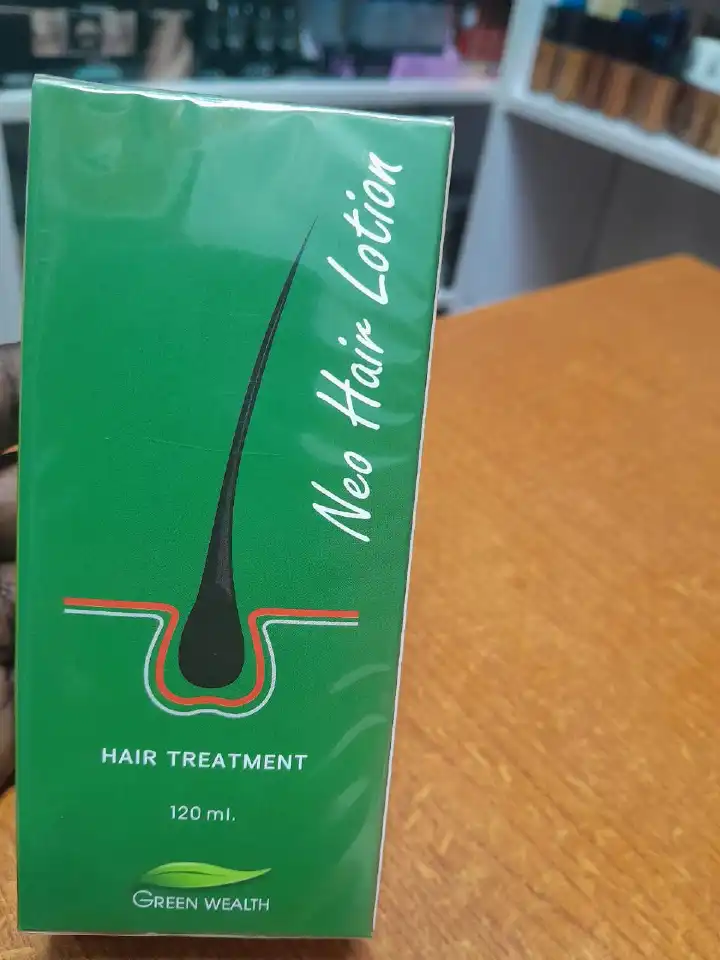 Neo Hair Lotion
HAIR TREATMENT
120 ml.
GREEN WEALTH